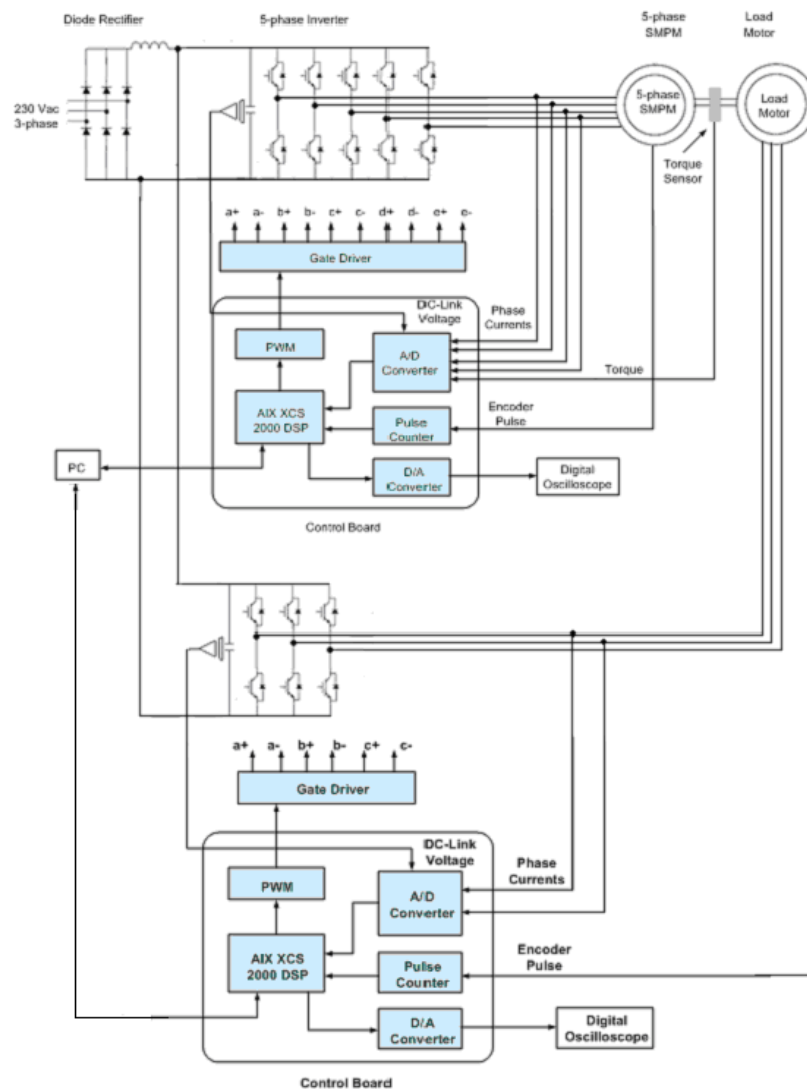 Diode Rectifier
5-phase Inverter
5-phase
SMPM
Load
Motor
230 Vac
3-phase
5-phase
SMPM
Load
Motor
Torque
Sensor
a+ a- b+ b- c+ c- d+ d- e+ e-
Gate Driver
DC-Link
Voltage
Phase
Currents
PWM
A/D
Converter
Torque
AIX XCS
2000 DSP
Pulse
Counter
Encoder
Pulse
PC
D/A
Converter
Digital
Oscilloscope
Control Board
a+ a- b+ b- c+ c-
Gate Driver
DC-Link
Voltage
Phase
Currents
PWM
A/D
Converter
AIX XCS
2000 DSP
Pulse
Counter
Encoder
Pulse
D/A
Converter
Digital
Oscilloscope
Control Board